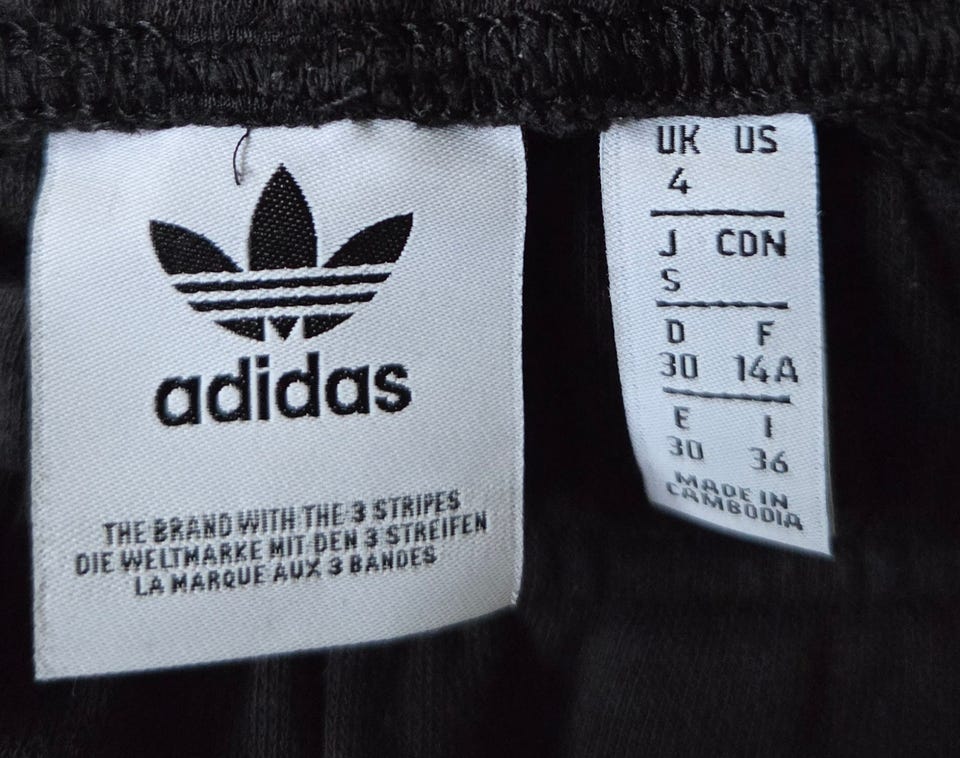 adidas
THE BRAND WITH THE 3 STRIPES
DIE WELTMARKE MIT DEN 3 STREIFEN
LA MARQUE AUX 3 BANDES
UK US
4
J CDN
S
D F
30 14A
E I
30 36
MADE IN
CAMBODIA